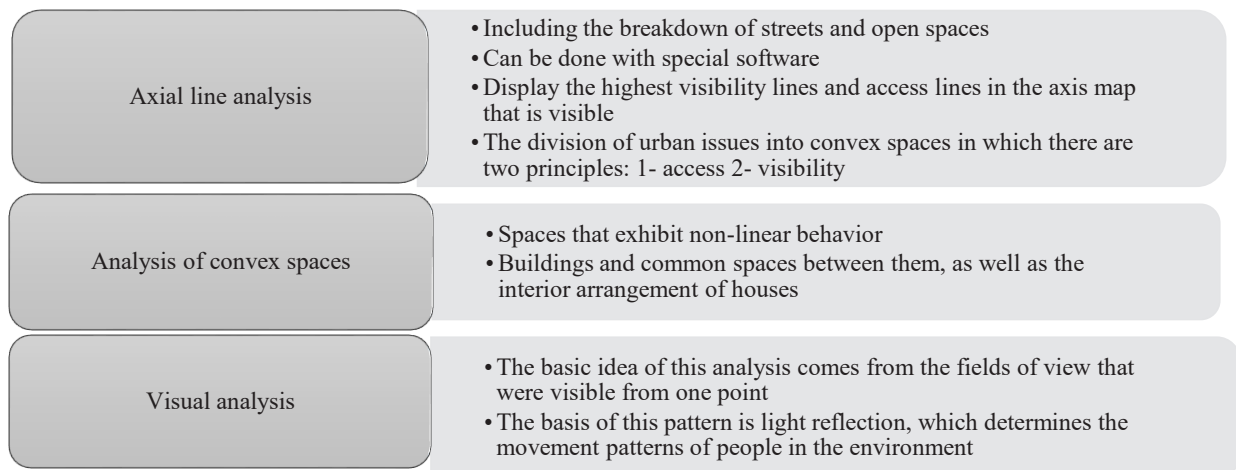 Axial line analysis
• Including the breakdown of streets and open spaces
• Can be done with special software
• Display the highest visibility lines and access lines in the axis map
that is visible
• The division of urban issues into convex spaces in which there are
two principles: 1- access 2- visibility
Analysis of convex spaces
• Spaces that exhibit non-linear behavior
• Buildings and common spaces between them, as well as the
interior arrangement of houses
Visual analysis
• The basic idea of this analysis comes from the fields of view that
were visible from one point
• The basis of this pattern is light reflection, which determines the
movement patterns of people in the environment